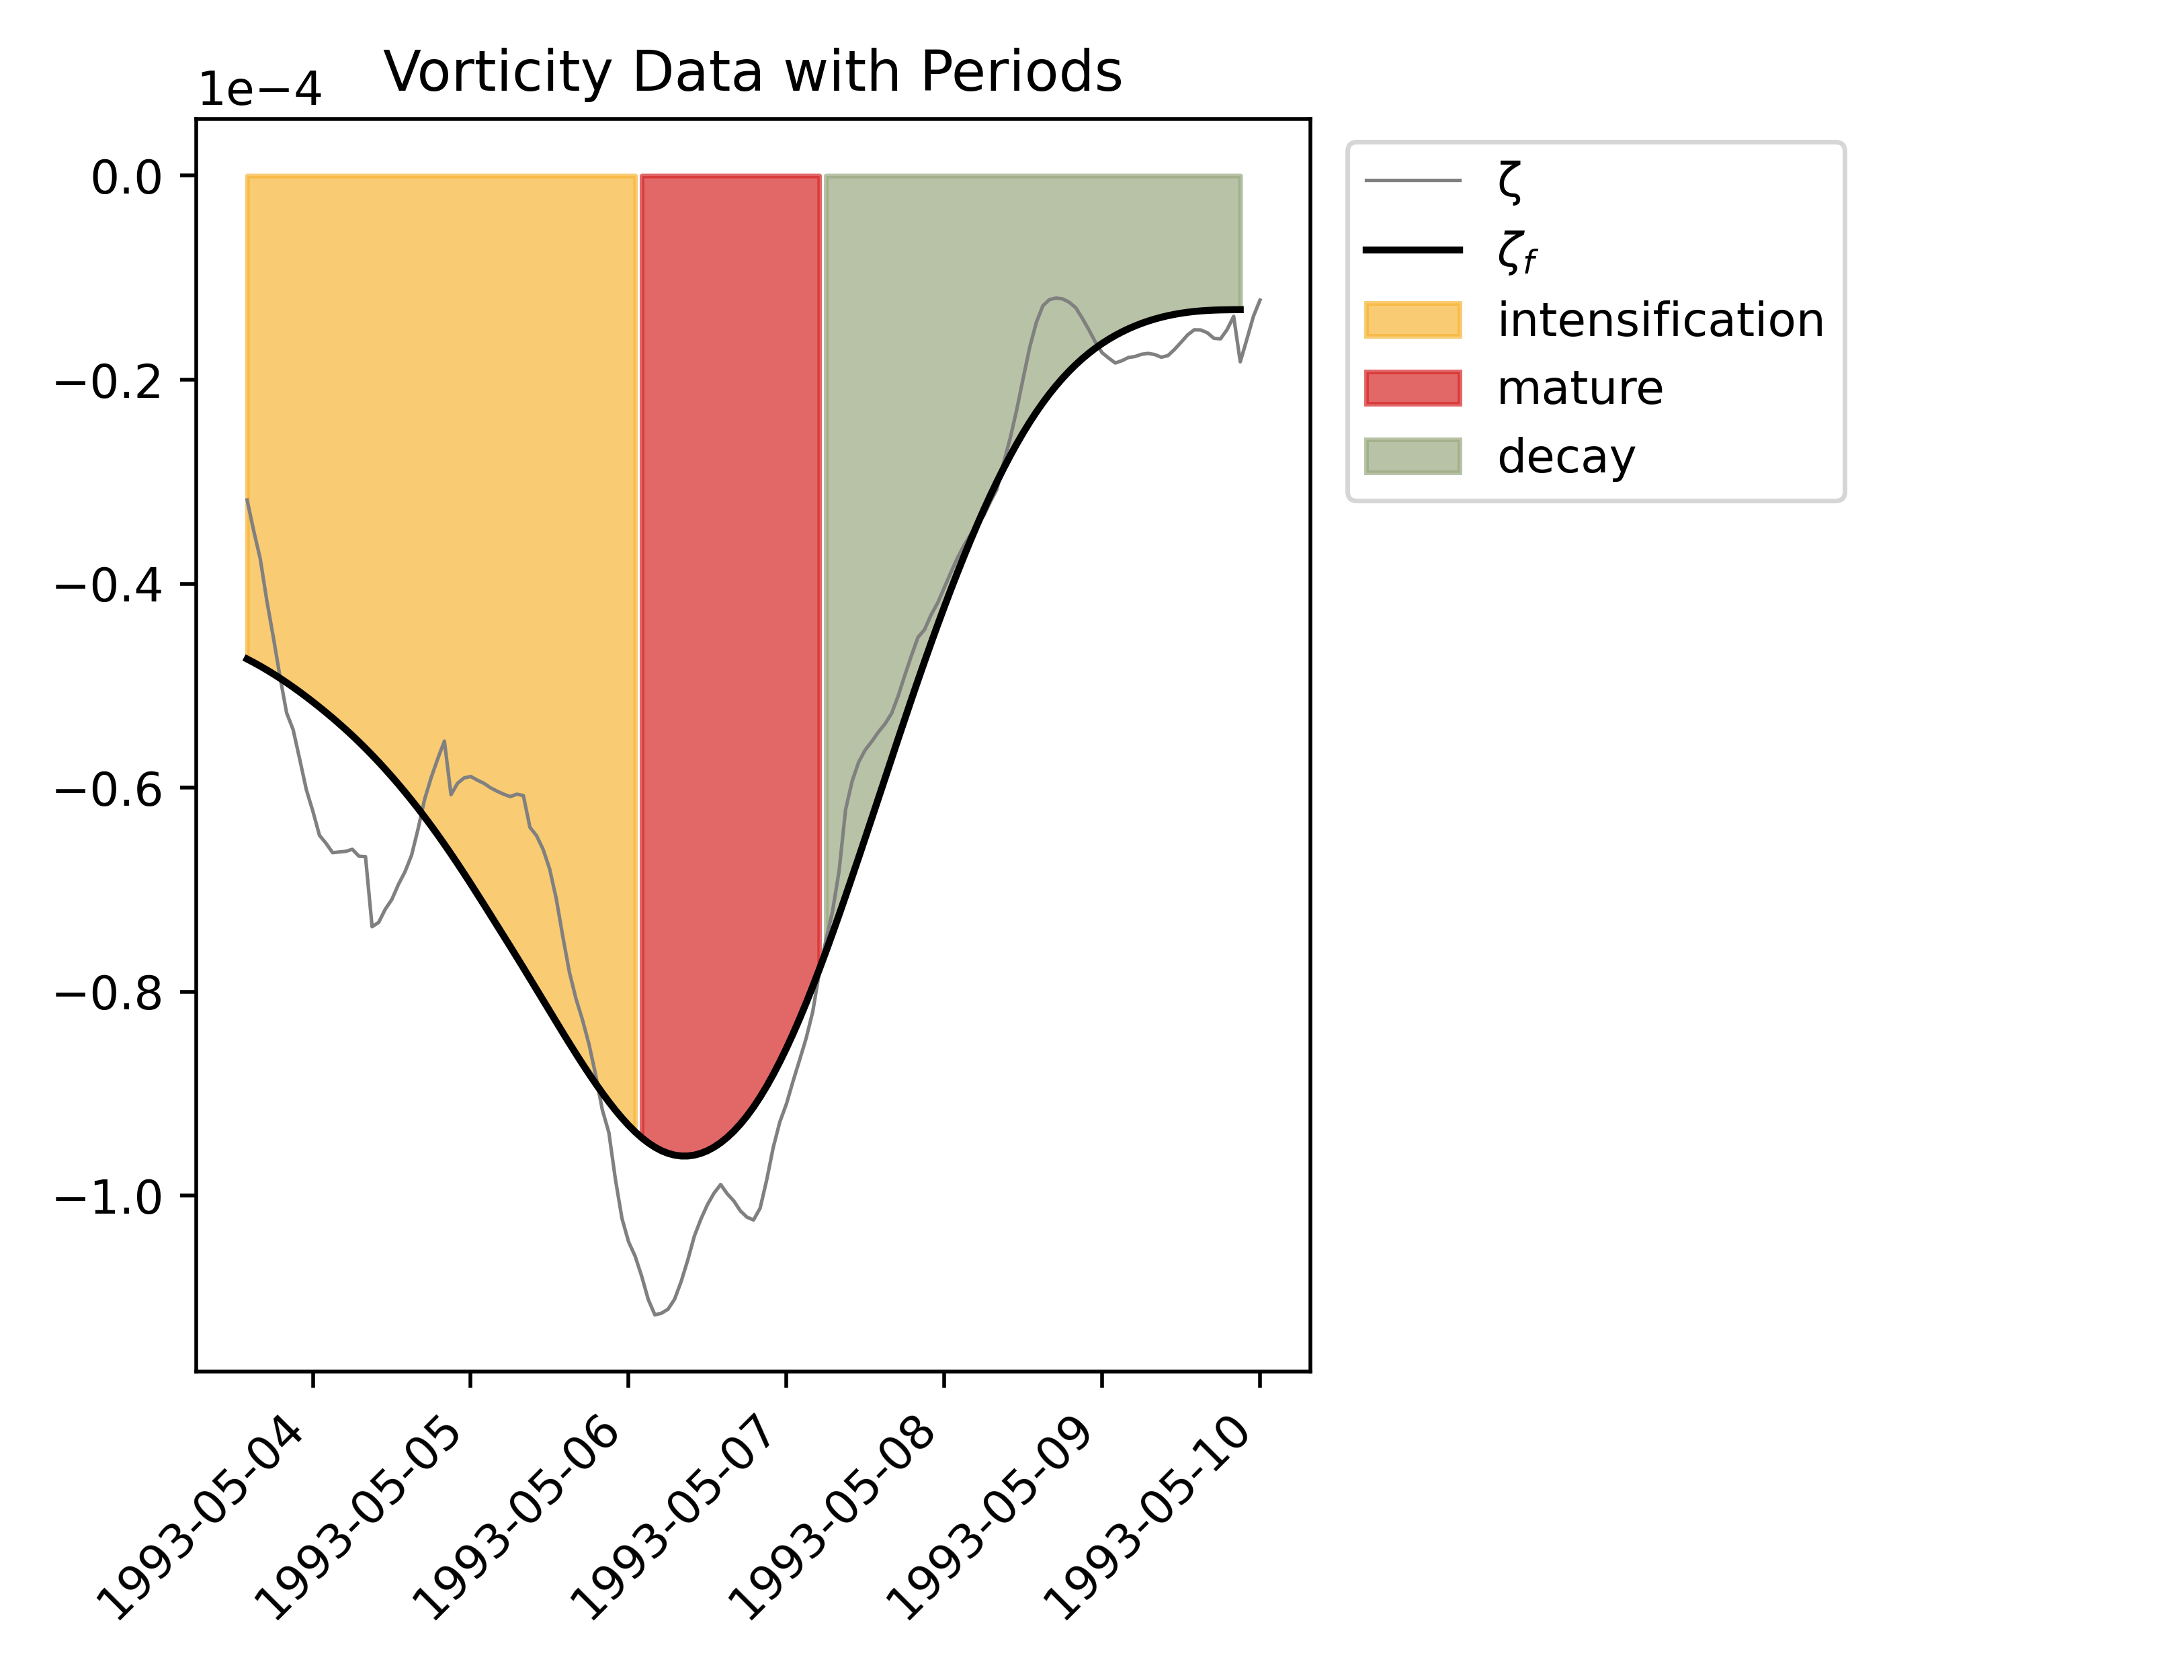 Vorticity Data with Periods
1e−4
0.0
−0.2
−0.4
−0.6
−0.8
−1.0
1993-05-04
1993-05-05
1993-05-06
1993-05-07
1993-05-08
1993-05-09
1993-05-10
ζ
ζf
intensification
mature
decay